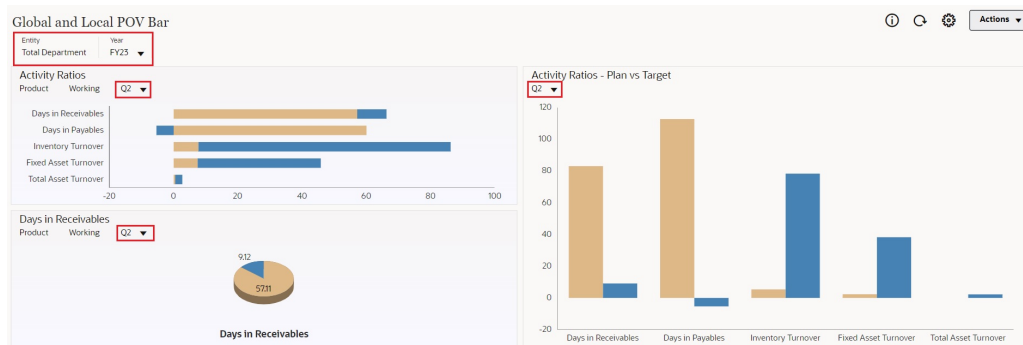 Global and Local POV Bar
Actions
Entity Year
Total Department FY23
Activity Ratios
Product Working Q2
Days in Receivables
Days in Payables
Inventory Turnover
Fixed Asset Turnover
Total Asset Turnover
-20 0 20 40 60 80 100
Days in Receivables
Product Working Q2
9.12
57.11
Days in Receivables
Activity Ratios - Plan vs Target
Q2
120
100
80
60
40
20
0
-20
Days in Receivables Days in Payables Inventory Turnover Fixed Asset Turnover Total Asset Turnover